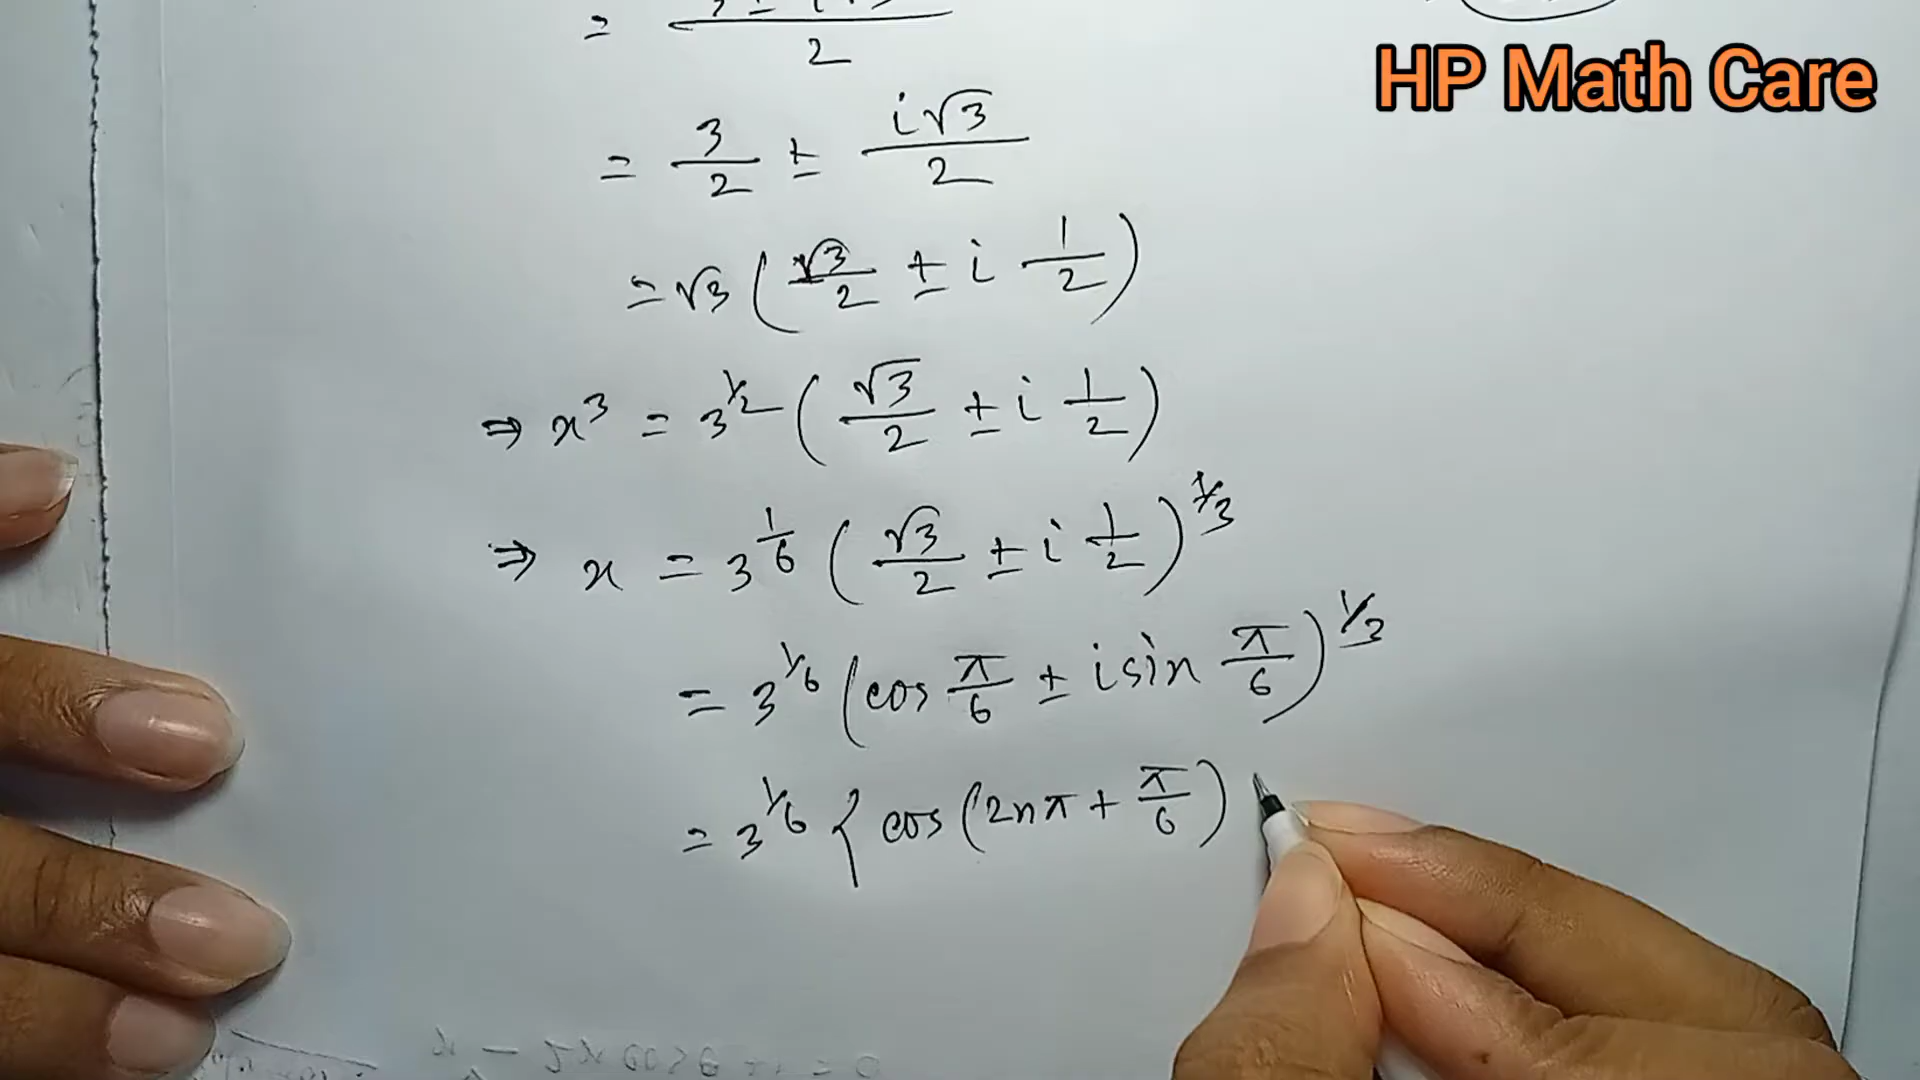 HP Math Care
= 3 ± i√3 / 2
= 3/2 ± i√3/2
= √3 ( √3/2 ± i 1/2 )
⇒ x³ = 3^1/2 ( √3/2 ± i 1/2 )
⇒ x = 3^1/6 ( √3/2 ± i 1/2 )^1/3
= 3^1/6 ( cos π/6 ± i sin π/6 )^1/3
= 3^1/6 { cos ( 2nπ + π/6 )